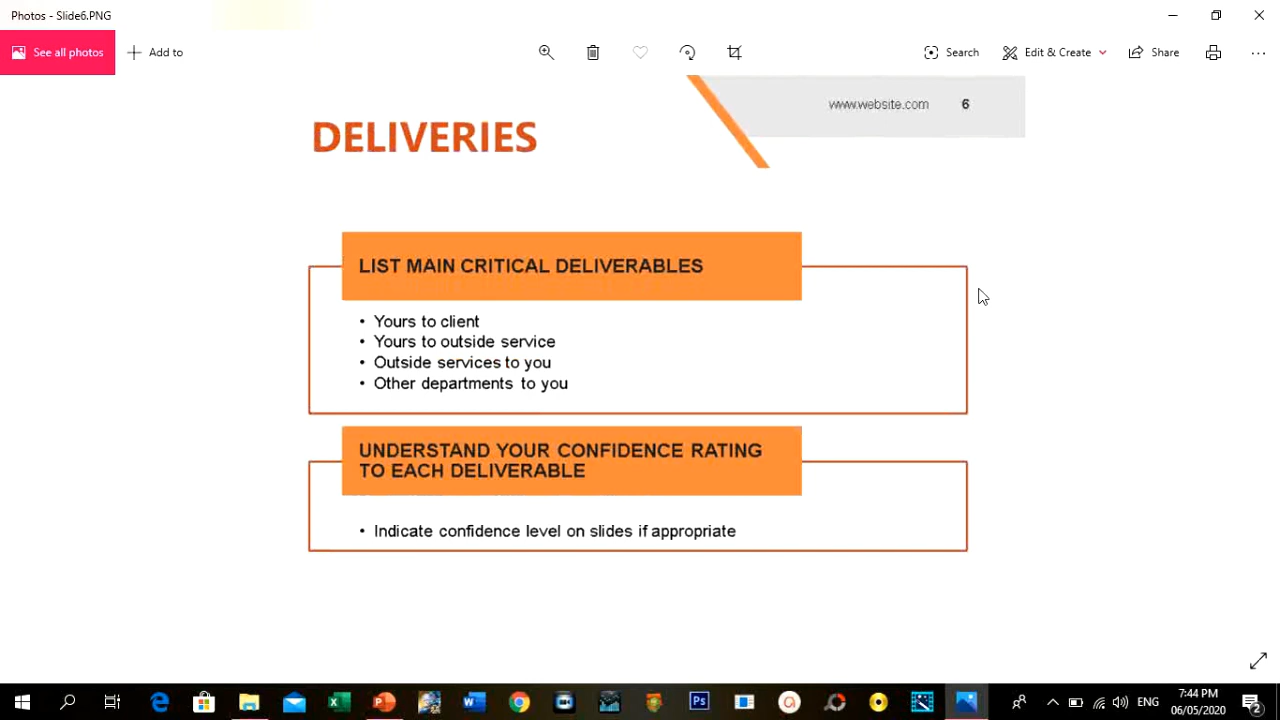 Photos - Slide6.PNG
See all photos
Add to
Search
Edit & Create
Share
www.website.com 6
DELIVERIES
LIST MAIN CRITICAL DELIVERABLES
• Yours to client
• Yours to outside service
• Outside services to you
• Other departments to you
UNDERSTAND YOUR CONFIDENCE RATING
TO EACH DELIVERABLE
• Indicate confidence level on slides if appropriate
ENG
7:44 PM
06/05/2020
2